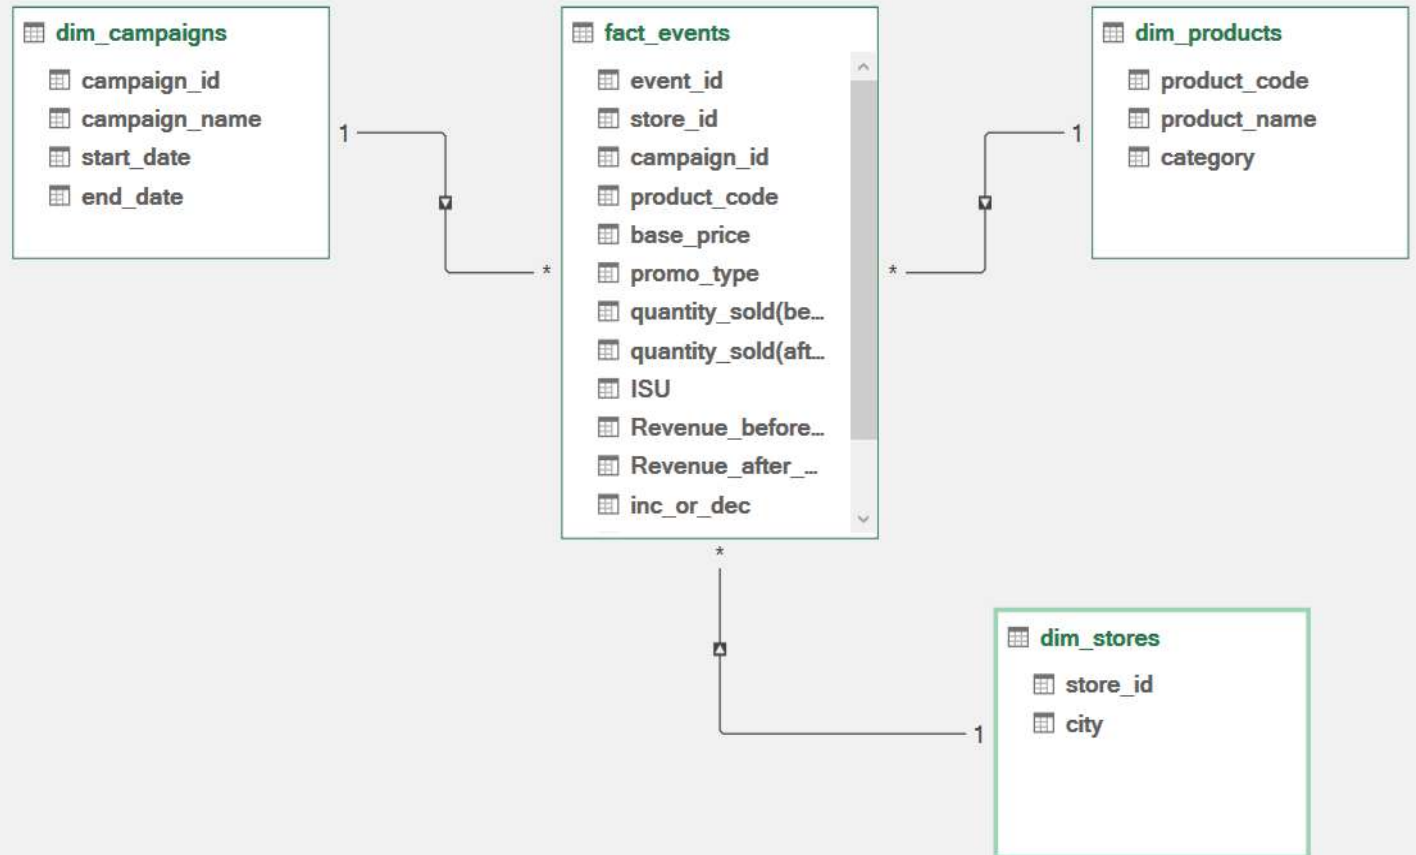 dim_campaigns
campaign_id
campaign_name
start_date
end_date
1
*
fact_events
event_id
store_id
campaign_id
product_code
base_price
promo_type
quantity_sold(be...
quantity_sold(aft...
ISU
Revenue_before...
Revenue_after_...
inc_or_dec
*
1
dim_products
product_code
product_name
category
*
1
dim_stores
store_id
city